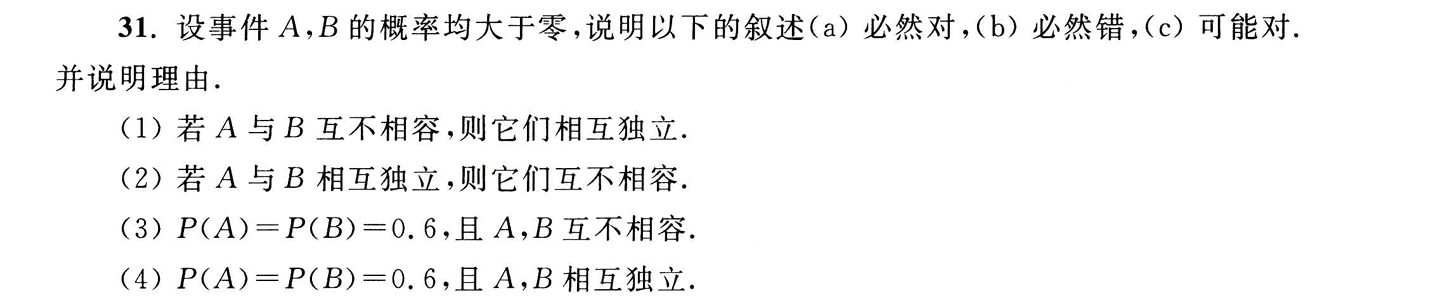 31. 设事件 A,B 的概率均大于零,说明以下的叙述(a) 必然对,(b) 必然错,(c) 可能对.
并说明理由.
(1) 若 A 与 B 互不相容,则它们相互独立.
(2) 若 A 与 B 相互独立,则它们互不相容.
(3) P(A)=P(B)=0.6,且 A,B 互不相容.
(4) P(A)=P(B)=0.6,且 A,B 相互独立.